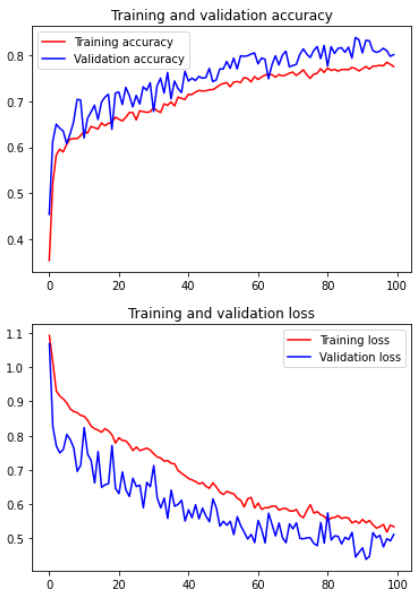 Training and validation accuracy
Training accuracy
Validation accuracy
0.8
0.7
0.6
0.5
0.4
0 20 40 60 80 100
Training and validation loss
Training loss
Validation loss
1.1
1.0
0.9
0.8
0.7
0.6
0.5
0 20 40 60 80 100